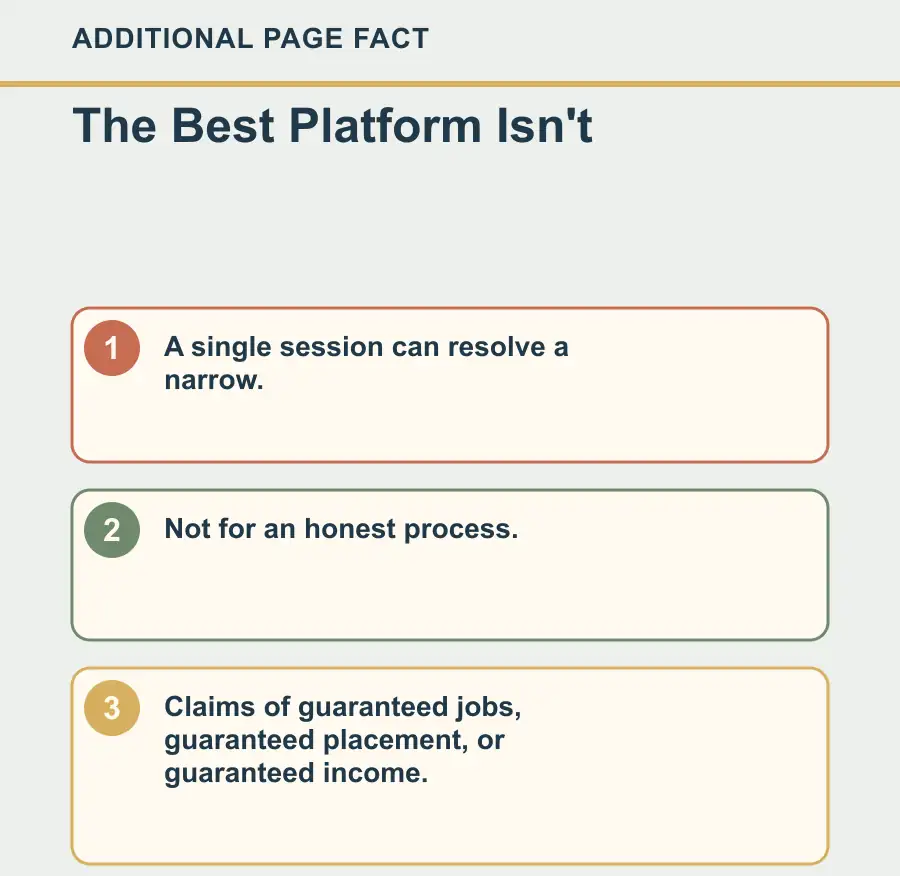 ADDITIONAL PAGE FACT
The Best Platform Isn't
1
A single session can resolve a
narrow.
2
Not for an honest process.
3
Claims of guaranteed jobs,
guaranteed placement, or
guaranteed income.